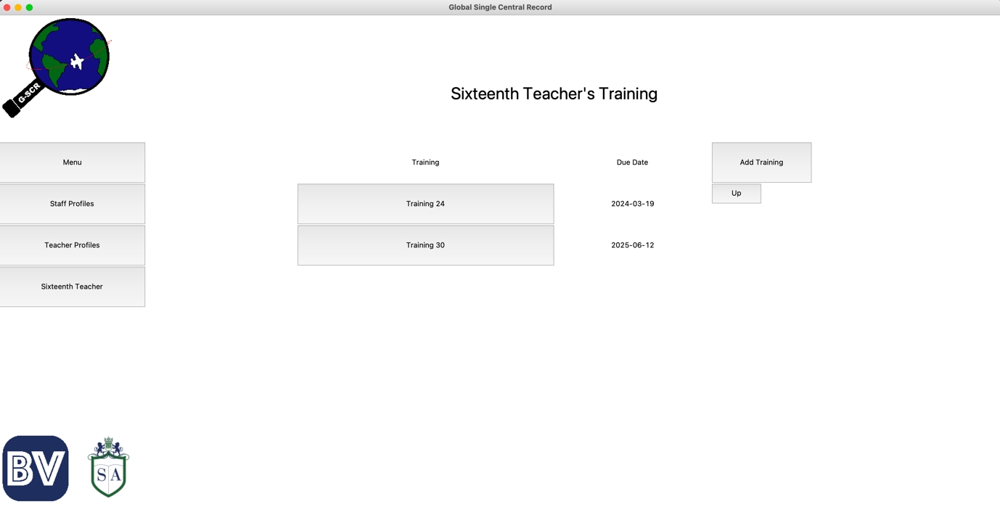 Global Single Central Record
G-SCR
Sixteenth Teacher's Training
Menu
Training
Due Date
Add Training
Staff Profiles
Training 24
2024-03-19
Up
Teacher Profiles
Training 30
2025-06-12
Sixteenth Teacher
BV
SA